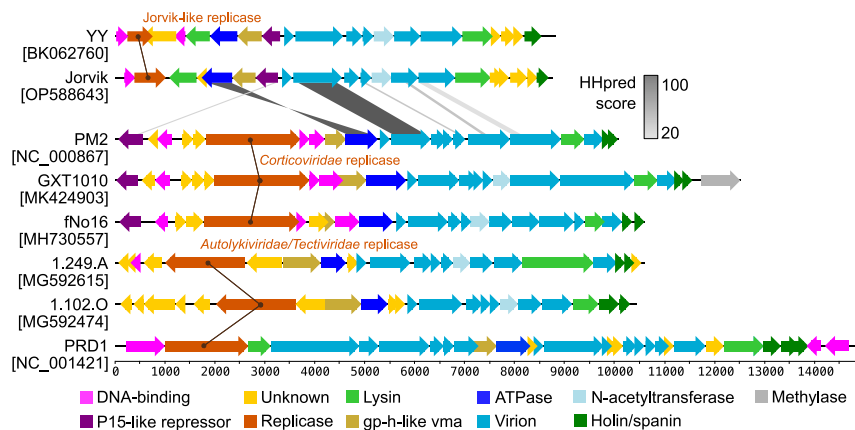 Jorvik-like replicase
YY
[BK062760]
Jorvik
[OP588643]
HHpred
score
100
20
PM2
[NC_000867]
Corticoviridae replicase
GXT1010
[MK424903]
fNo16
[MH730557]
Autolykiviridae/Tectiviridae replicase
1.249.A
[MG592615]
1.102.O
[MG592474]
PRD1
[NC_001421]
0 1000 2000 3000 4000 5000 6000 7000 8000 9000 10000 11000 12000 13000 14000
DNA-binding Unknown Lysin ATPase N-acetyltransferase Methylase
P15-like repressor Replicase gp-h-like vma Virion Holin/spanin